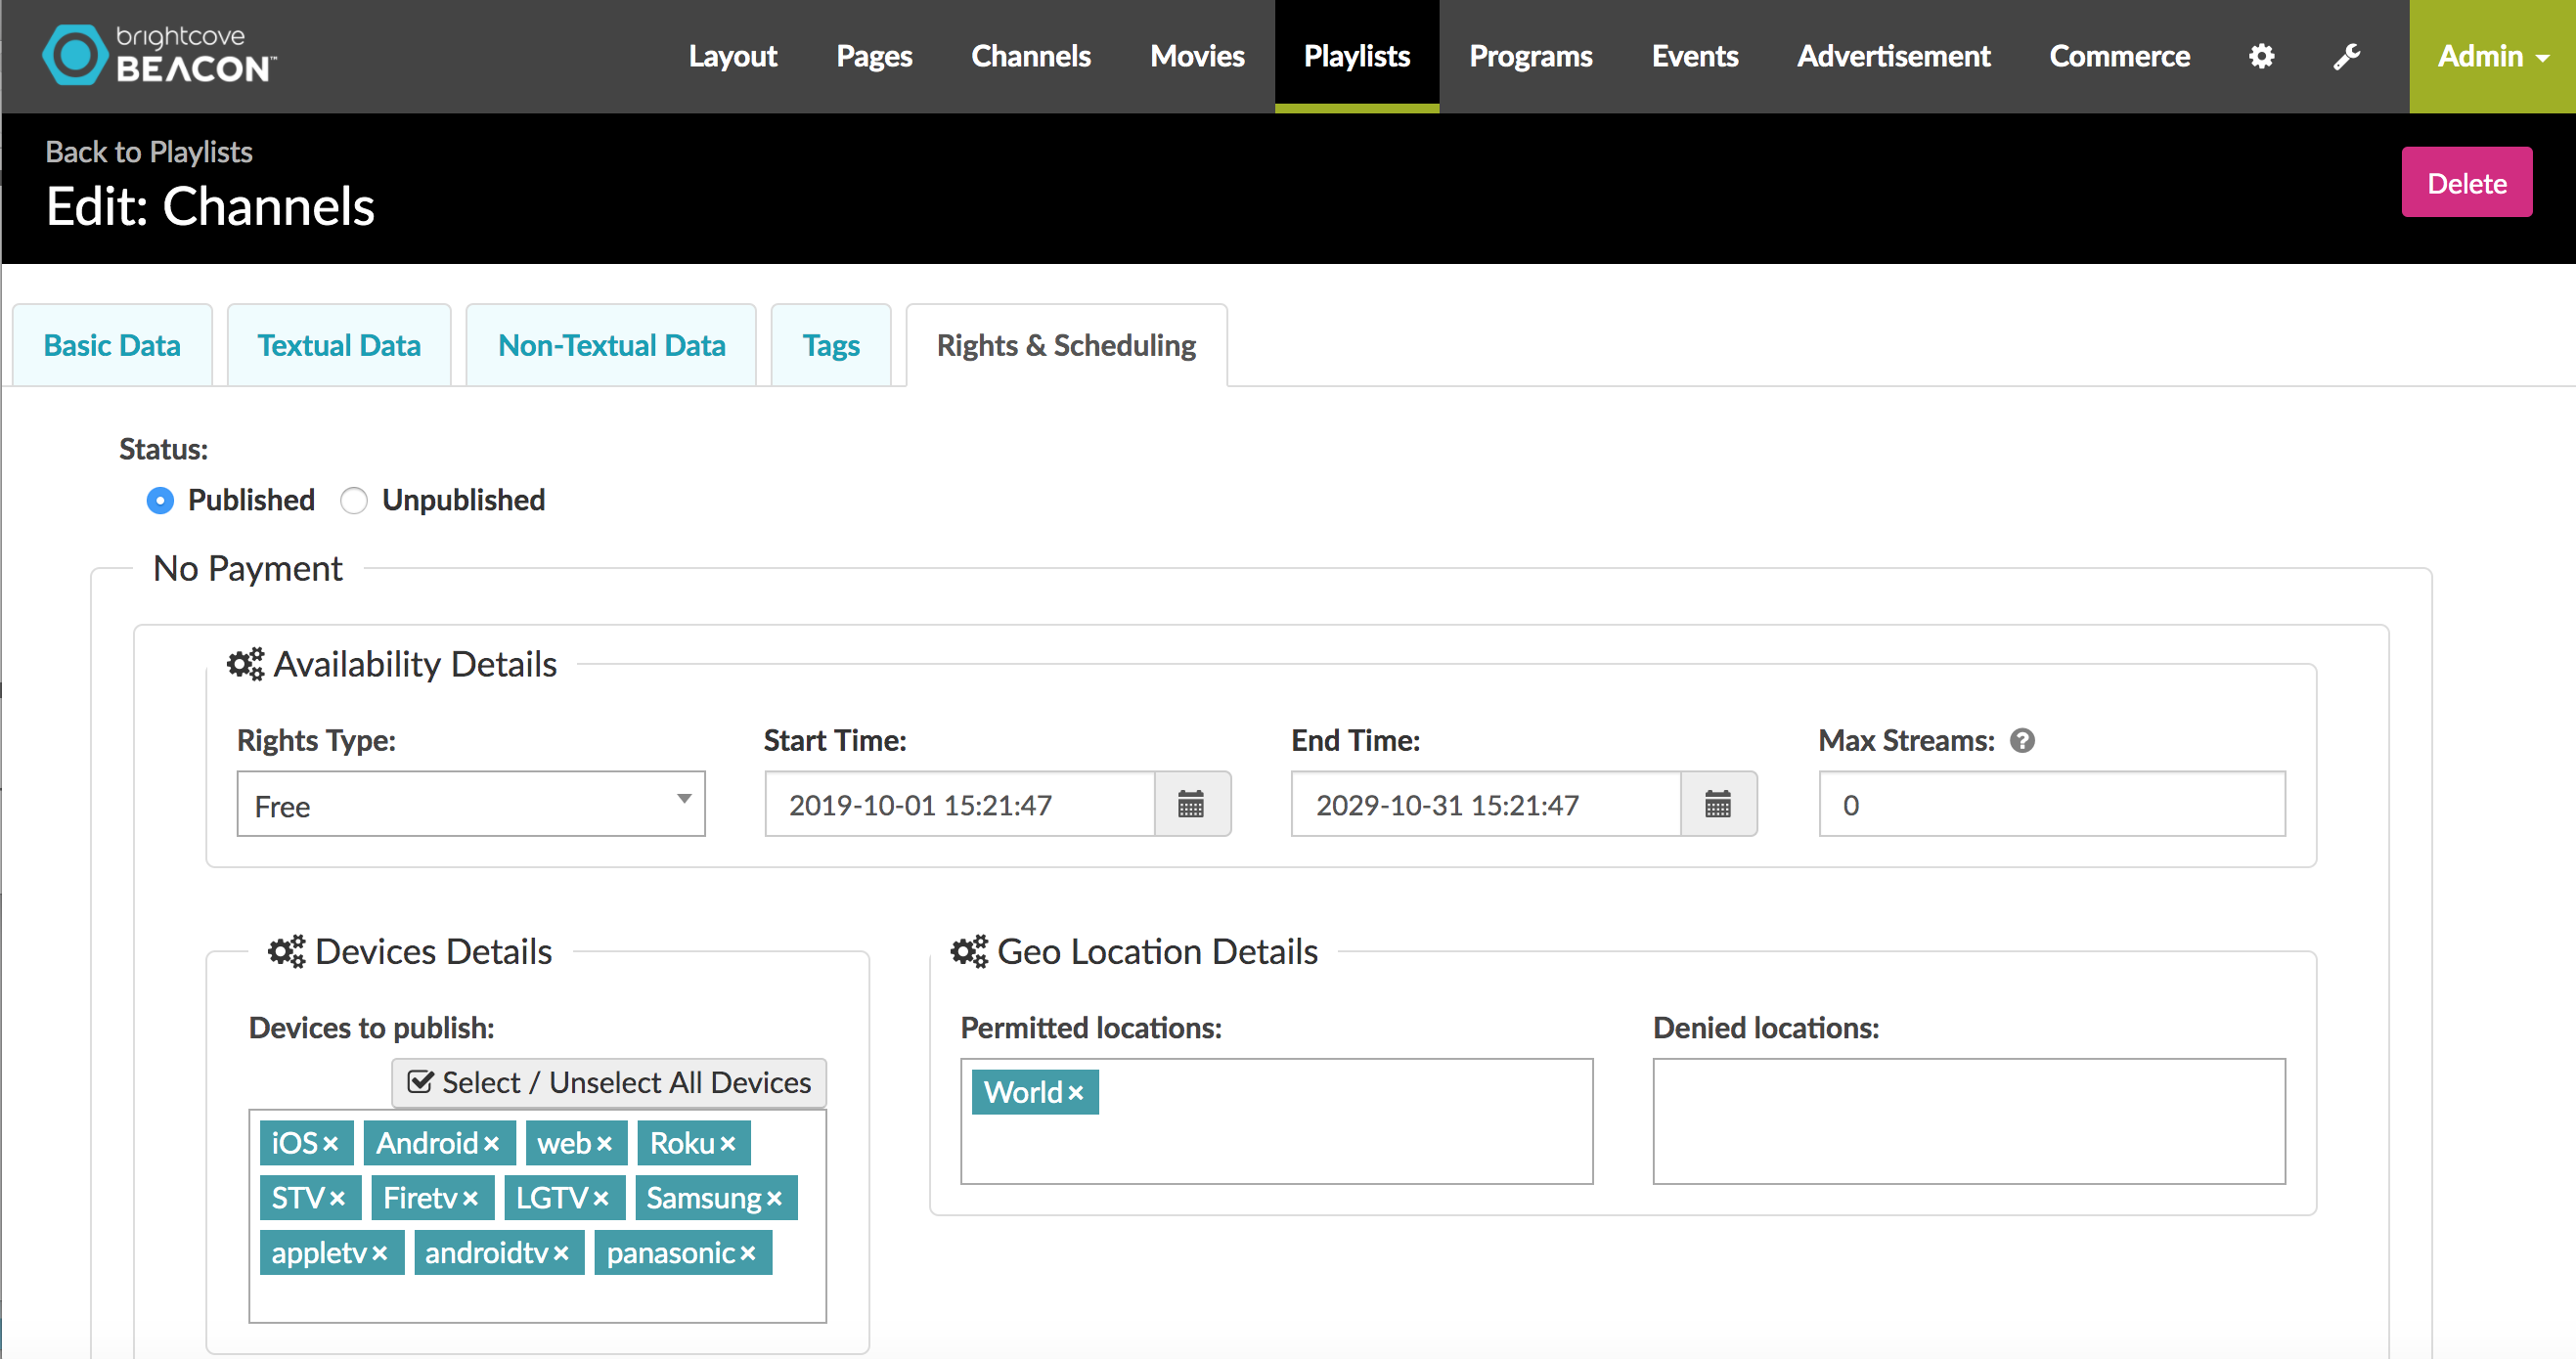 brightcove
BEACON™
Layout Pages Channels Movies Playlists Programs Events Advertisement Commerce Admin
Back to Playlists
Edit: Channels
Delete
Basic Data Textual Data Non-Textual Data Tags Rights & Scheduling
Status:
Published Unpublished
No Payment
Availability Details
Rights Type: Start Time: End Time: Max Streams: ?
Free 2019-10-01 15:21:47 2029-10-31 15:21:47 0
Devices Details
Devices to publish:
Select / Unselect All Devices
iOS× Android× web× Roku×
STV× Firetv× LGTV× Samsung×
appletv× androidtv× panasonic×
Geo Location Details
Permitted locations: Denied locations:
World×